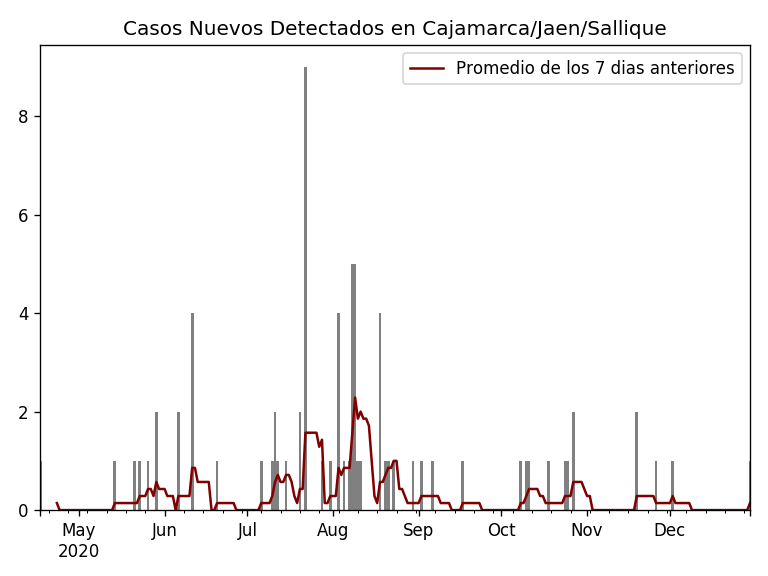 Casos Nuevos Detectados en Cajamarca/Jaen/Sallique
Promedio de los 7 dias anteriores
8
6
4
2
0
May Jun Jul Aug Sep Oct Nov Dec
2020